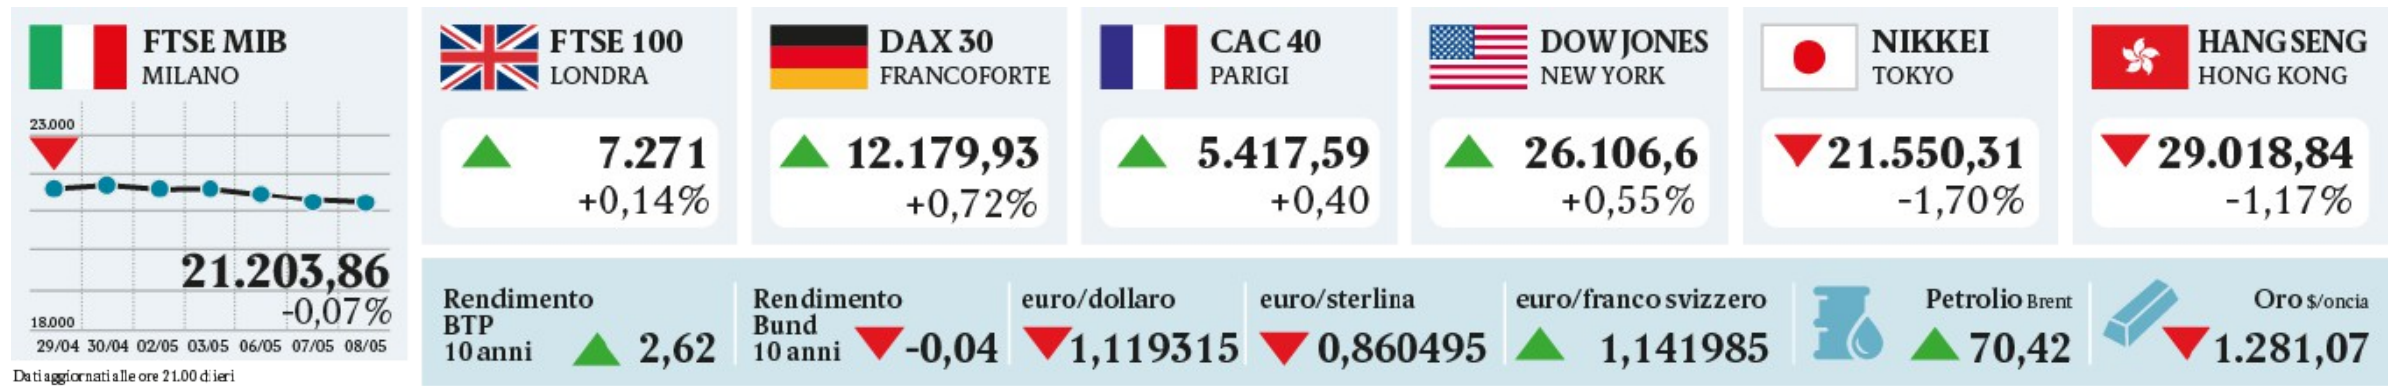 FTSE MIB
MILANO
23.000
21.203,86
-0,07%
18.000
29/04 30/04 02/05 03/05 06/05 07/05 08/05
Dati aggiornati alle ore 21.00 di ieri
FTSE 100
LONDRA
7.271
+0,14%
DAX 30
FRANCOFORTE
12.179,93
+0,72%
CAC 40
PARIGI
5.417,59
+0,40
DOW JONES
NEW YORK
26.106,6
+0,55%
NIKKEI
TOKYO
21.550,31
-1,70%
HANG SENG
HONG KONG
29.018,84
-1,17%
Rendimento
BTP
10 anni 2,62
Rendimento
Bund
10 anni -0,04
euro/dollaro
1,119315
euro/sterlina
0,860495
euro/franco svizzero
1,141985
Petrolio Brent
70,42
Oro $/oncia
1.281,07